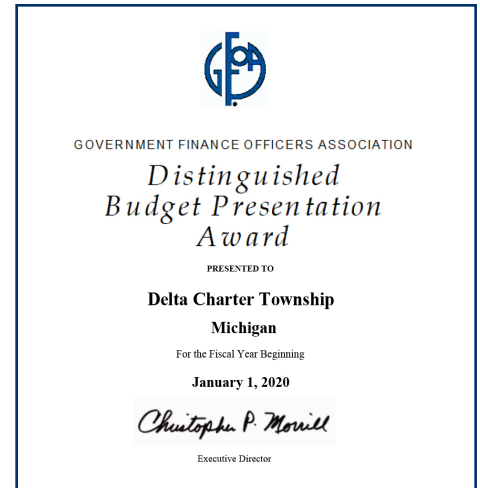 GFOA
GOVERNMENT FINANCE OFFICERS ASSOCIATION
Distinguished
Budget Presentation
Award
PRESENTED TO
Delta Charter Township
Michigan
For the Fiscal Year Beginning
January 1, 2020
Christopher P. Morrill
Executive Director